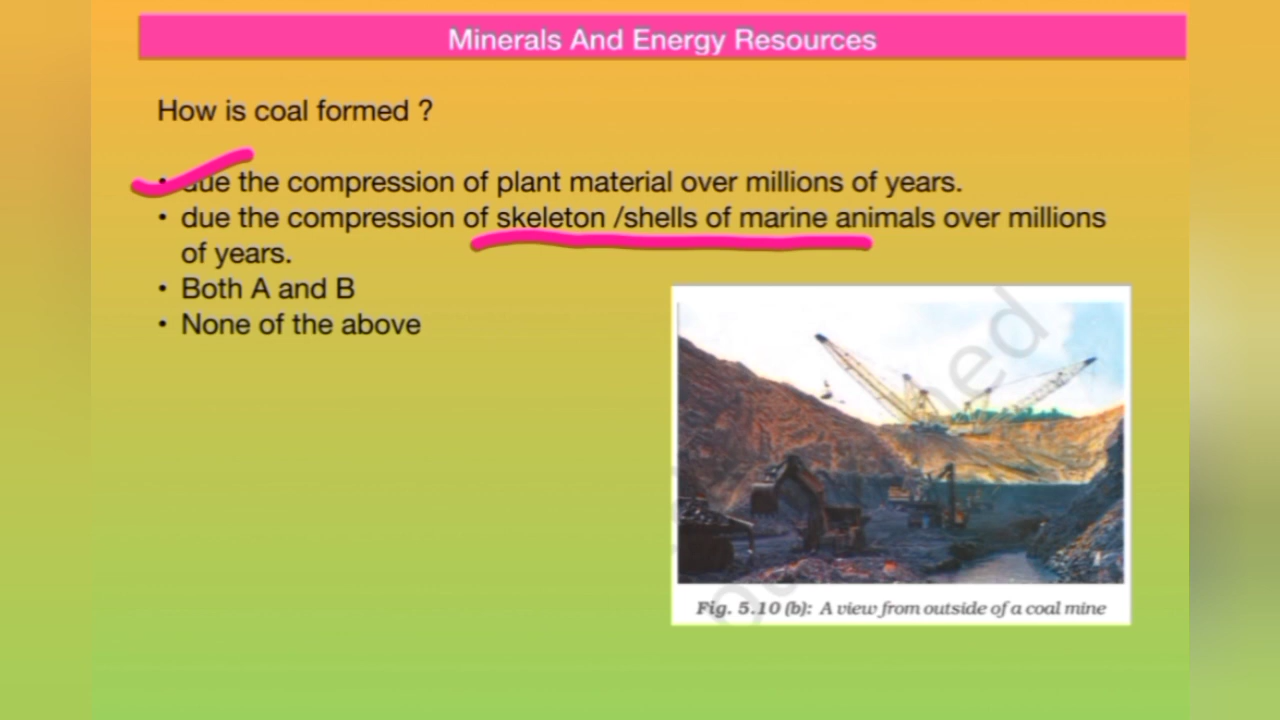 Minerals And Energy Resources
How is coal formed ?
• due the compression of plant material over millions of years.
• due the compression of skeleton /shells of marine animals over millions
of years.
• Both A and B
• None of the above
Fig. 5.10 (b): A view from outside of a coal mine